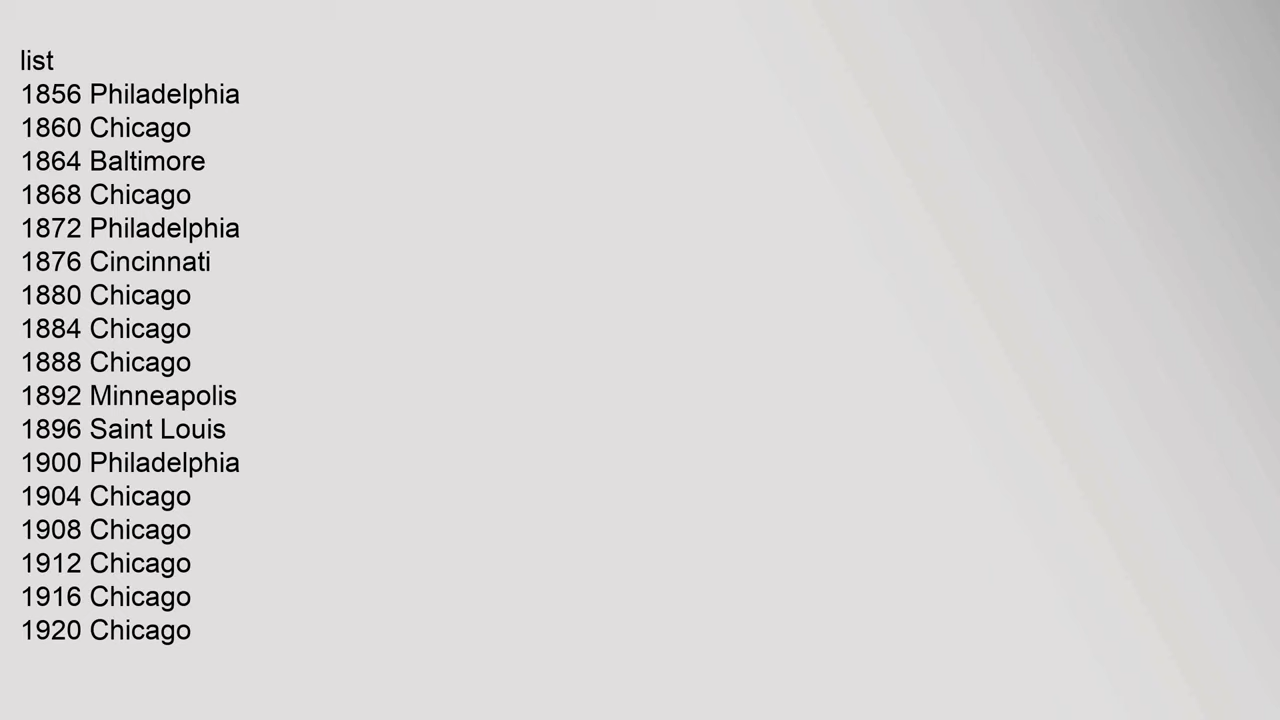 list
1856 Philadelphia
1860 Chicago
1864 Baltimore
1868 Chicago
1872 Philadelphia
1876 Cincinnati
1880 Chicago
1884 Chicago
1888 Chicago
1892 Minneapolis
1896 Saint Louis
1900 Philadelphia
1904 Chicago
1908 Chicago
1912 Chicago
1916 Chicago
1920 Chicago